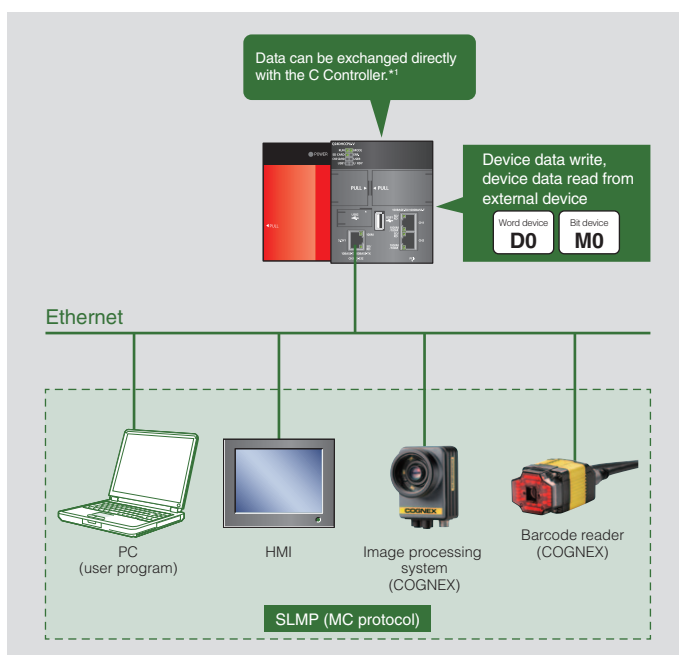 Data can be exchanged directly
with the C Controller.*1
POWER
PULL
PULL
PULL
Device data write,
device data read from
external device
Word device
D0
Bit device
M0
Ethernet
COGNEX
PC
(user program)
HMI
Image processing
system
(COGNEX)
Barcode reader
(COGNEX)
SLMP (MC protocol)